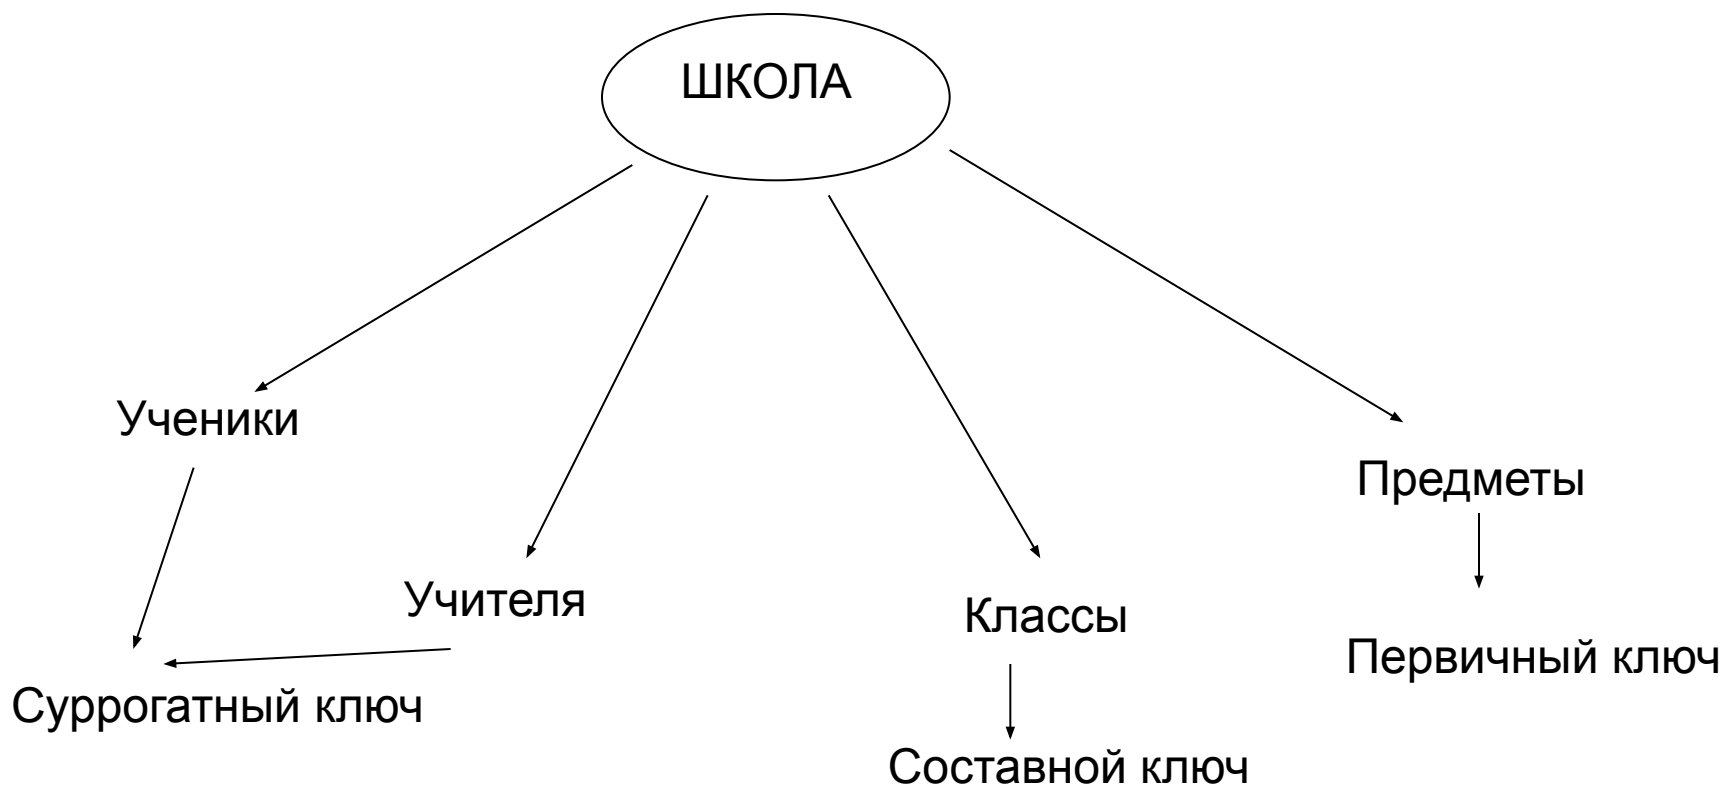 ШКОЛА
Ученики
Предметы
Учителя
Классы
Первичный ключ
Суррогатный ключ
Составной ключ